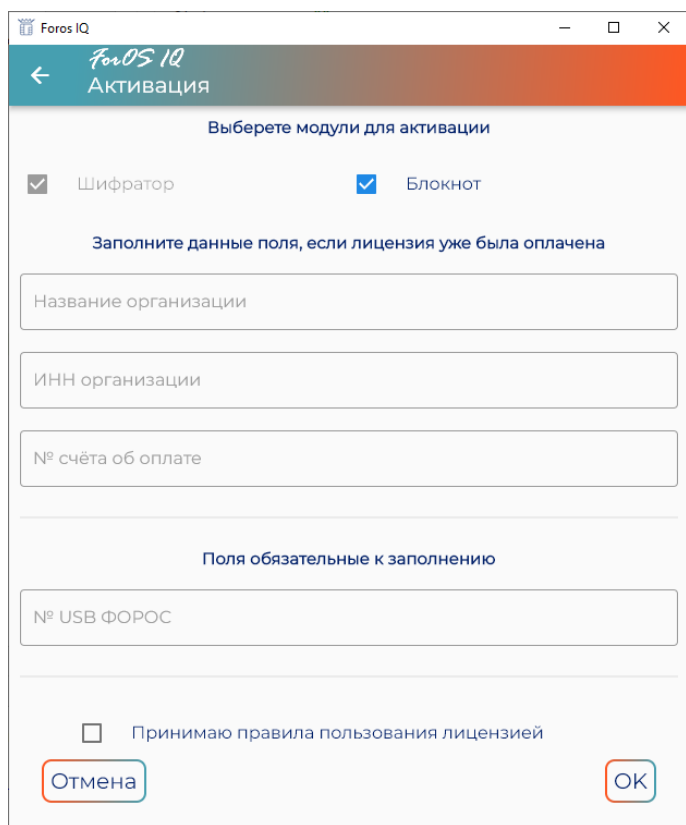 Foros IQ
ForOS IQ
Активация
Выберете модули для активации
Шифратор
Блокнот
Заполните данные поля, если лицензия уже была оплачена
Название организации
ИНН организации
№ счёта об оплате
Поля обязательные к заполнению
№ USB ФОРОС
Принимаю правила пользования лицензией
Отмена
OK